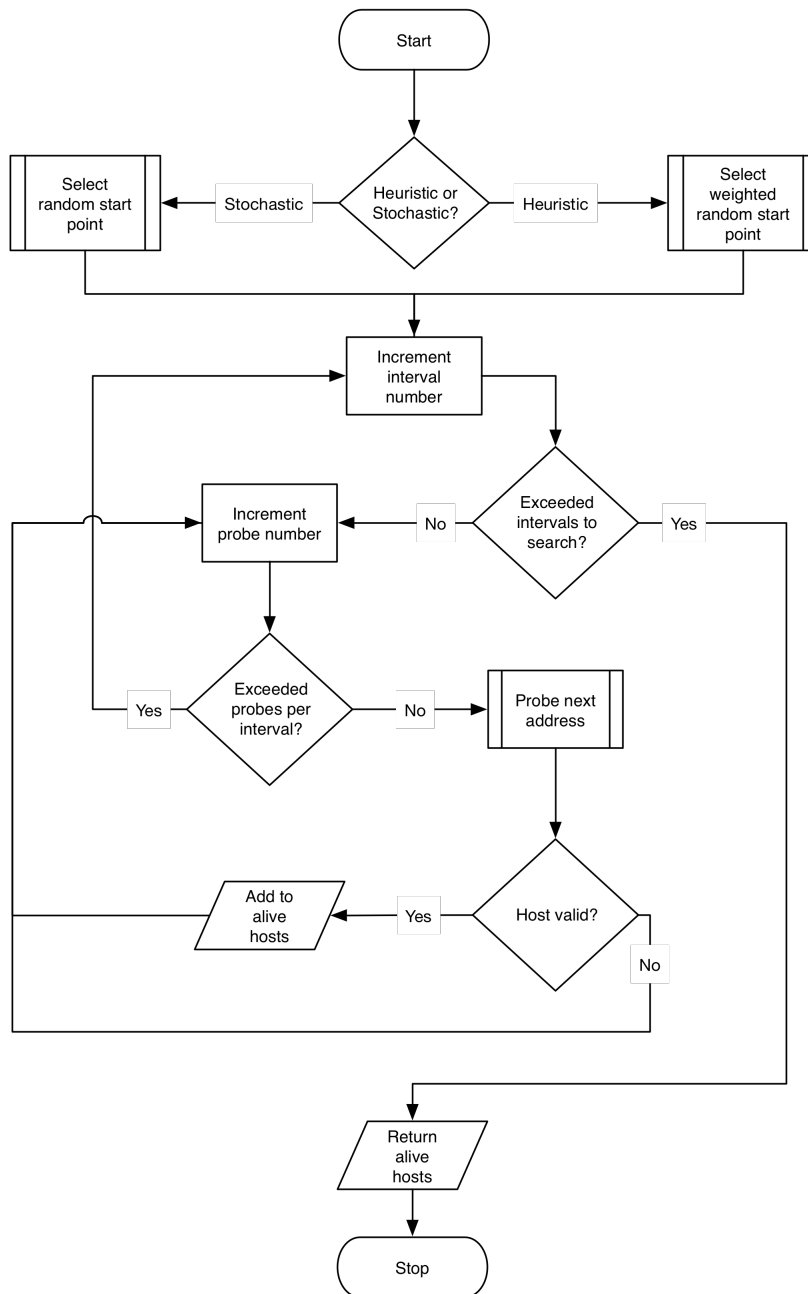 Start
Select
random start
point
Stochastic
Heuristic or
Stochastic?
Heuristic
Select
weighted
random start
point
Increment
interval
number
Increment
probe number
No
Exceeded
intervals to
search?
Yes
Yes
Exceeded
probes per
interval?
No
Probe next
address
Add to
alive
hosts
Yes
Host valid?
No
Return
alive
hosts
Stop